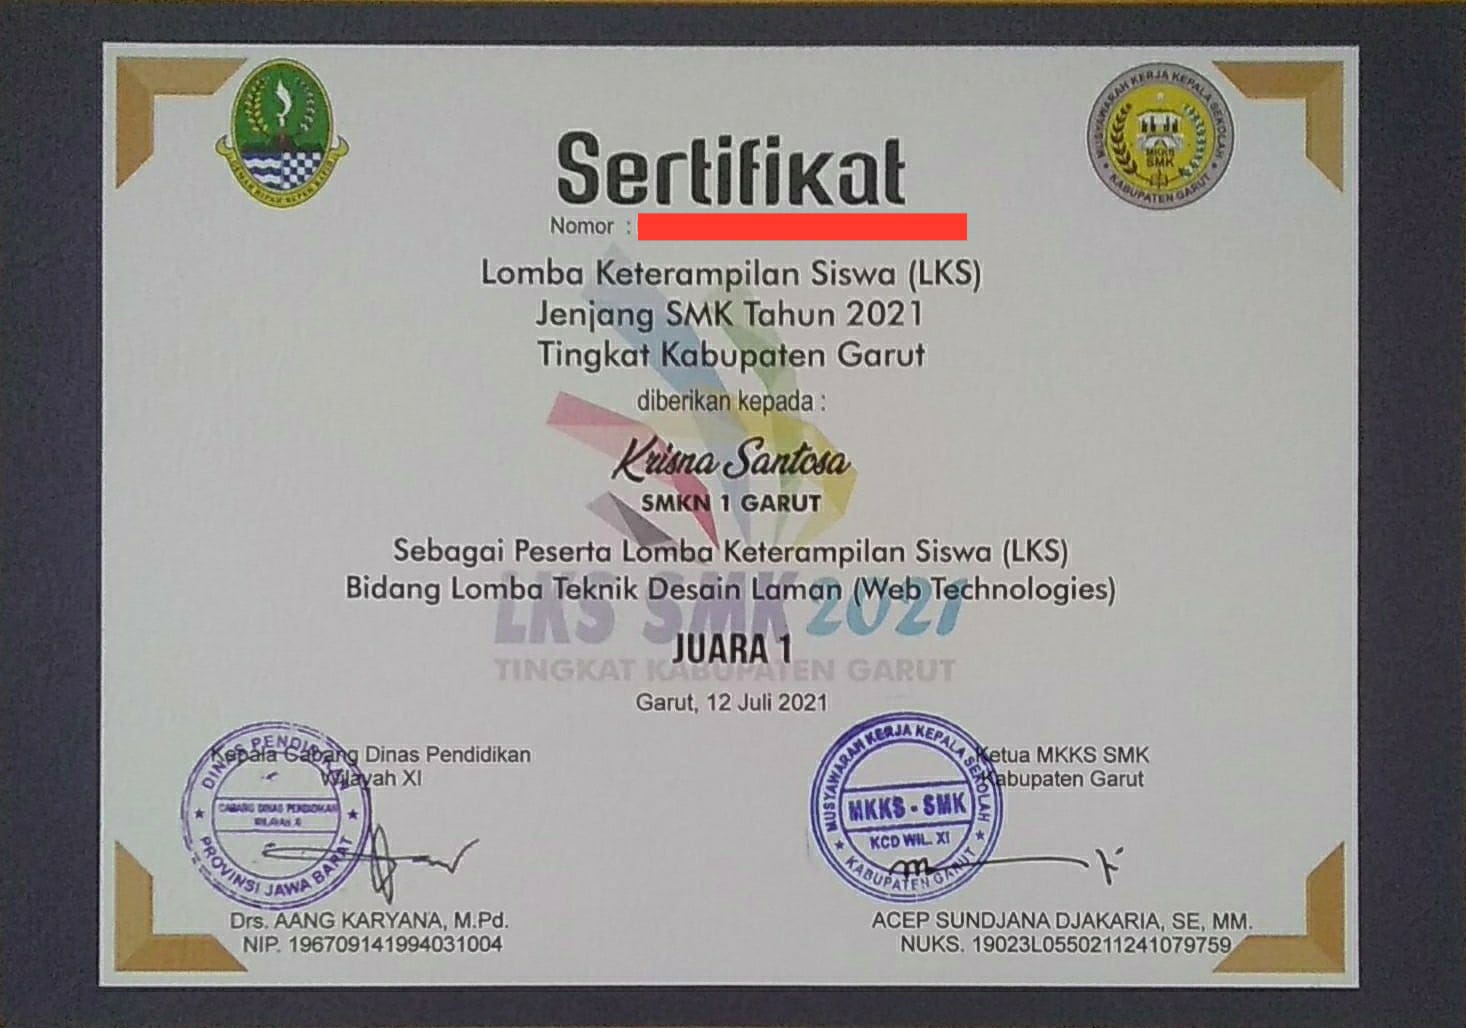 Sertifikat
Nomor :
Lomba Keterampilan Siswa (LKS)
Jenjang SMK Tahun 2021
Tingkat Kabupaten Garut
diberikan kepada :
Krisna Santosa
SMKN 1 GARUT
Sebagai Peserta Lomba Keterampilan Siswa (LKS)
Bidang Lomba Teknik Desain Laman (Web Technologies)
LKS SMK 2021
JUARA 1
TINGKAT KABUPATEN GARUT
Garut, 12 Juli 2021
Kepala Cabang Dinas Pendidikan
Wilayah XI
DINAS PENDIDIKAN
CABANG DINAS PENDIDIKAN
WILAYAH XI
PROVINSI JAWA BARAT
Drs. AANG KARYANA, M.Pd.
NIP. 196709141994031004
Ketua MKKS SMK
Kabupaten Garut
MUSYAWARAH KERJA KEPALA SEKOLAH
MKKS - SMK
KCD WIL. XI
KABUPATEN GARUT
ACEP SUNDJANA DJAKARIA, SE, MM.
NUKS. 19023L0550211241079759
MUSYAWARAH KERJA KEPALA SEKOLAH
MKKS
SMK
KABUPATEN GARUT